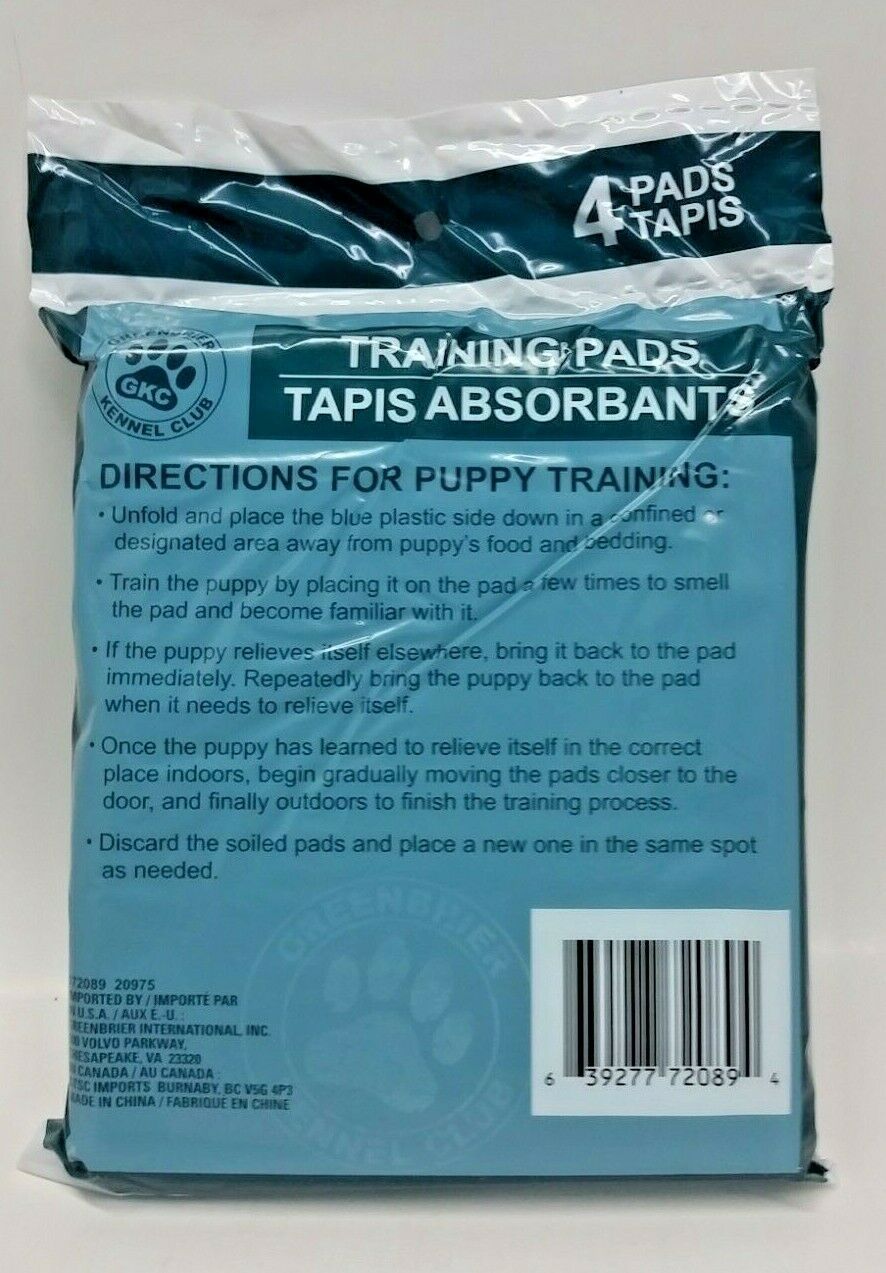 4 PADS
TAPIS
GREENBRIER
GKC
KENNEL CLUB
TRAINING PADS
TAPIS ABSORBANTS
DIRECTIONS FOR PUPPY TRAINING:
• Unfold and place the blue plastic side down in a confined or
designated area away from puppy's food and bedding.
• Train the puppy by placing it on the pad a few times to smell
the pad and become familiar with it.
• If the puppy relieves itself elsewhere, bring it back to the pad
immediately. Repeatedly bring the puppy back to the pad
when it needs to relieve itself.
• Once the puppy has learned to relieve itself in the correct
place indoors, begin gradually moving the pads closer to the
door, and finally outdoors to finish the training process.
• Discard the soiled pads and place a new one in the same spot
as needed.
GREENBRIER
KENNEL CLUB
72089 20975
IMPORTED BY / IMPORTÉ PAR
U.S.A. / AUX E.-U. :
GREENBRIER INTERNATIONAL, INC.
VOLVO PARKWAY,
CHESAPEAKE, VA 23320
CANADA / AU CANADA :
IMPORTS BURNABY, BC V5G 4P3
MADE IN CHINA / FABRIQUE EN CHINE
6 39277 72089 4